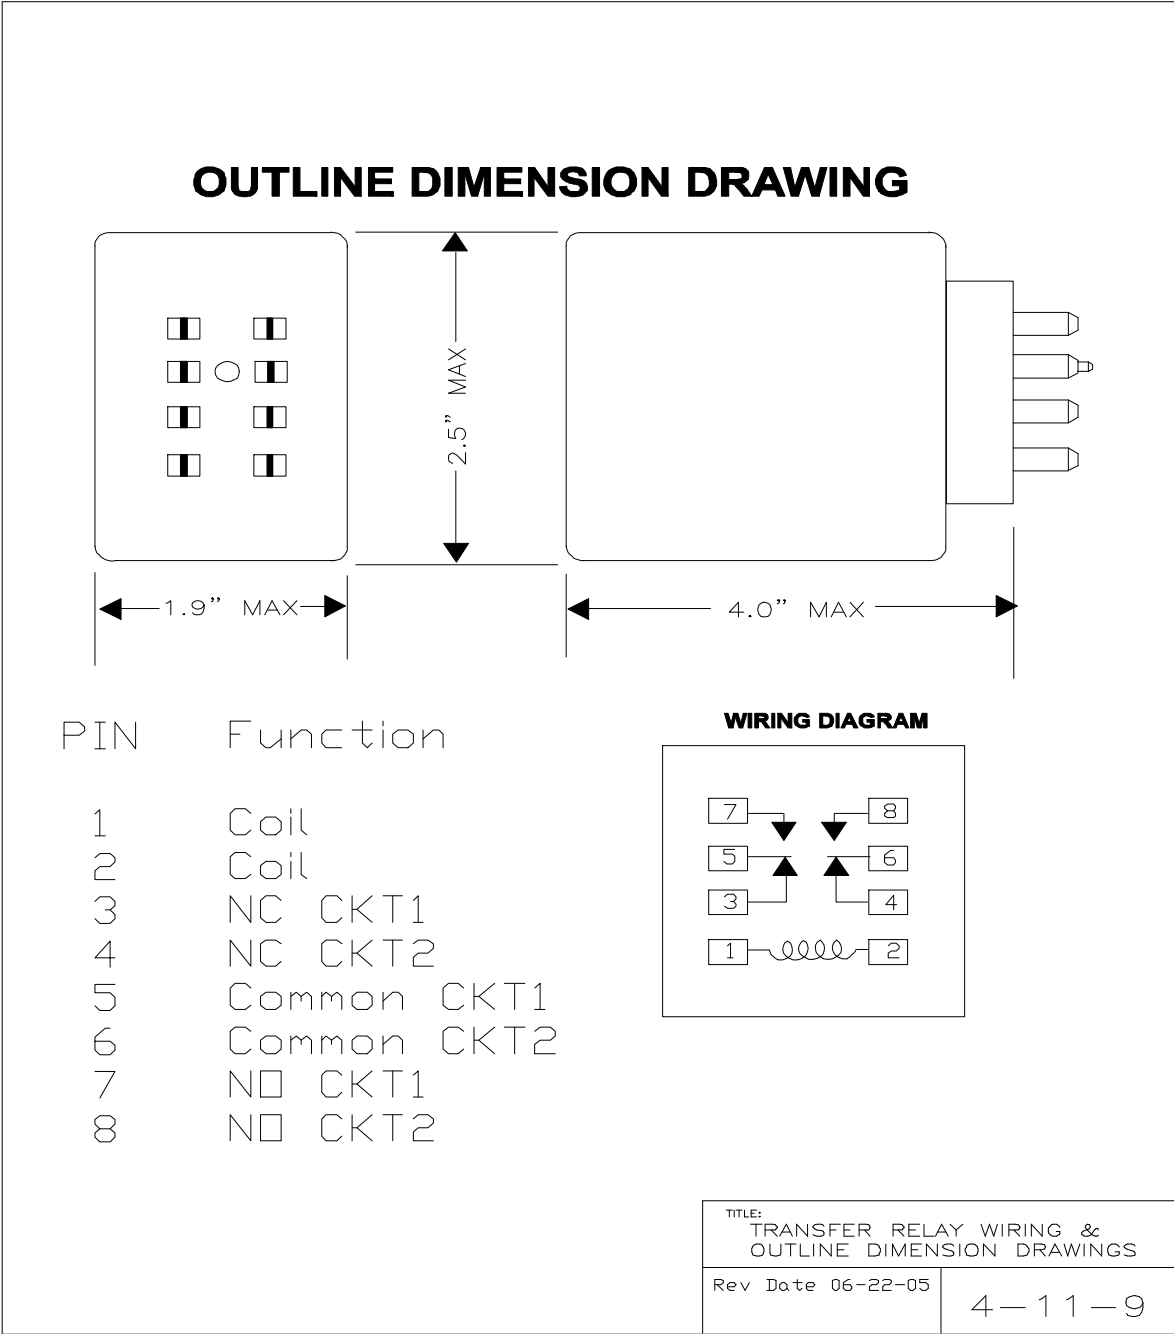 OUTLINE DIMENSION DRAWING
2.5” MAX
1.9” MAX
4.0” MAX
PIN Function
1 Coil
2 Coil
3 NC CKT1
4 NC CKT2
5 Common CKT1
6 Common CKT2
7 NO CKT1
8 NO CKT2
WIRING DIAGRAM
7 8
5 6
3 4
1 2
TITLE:
TRANSFER RELAY WIRING &
OUTLINE DIMENSION DRAWINGS
Rev Date 06-22-05
4-11-9